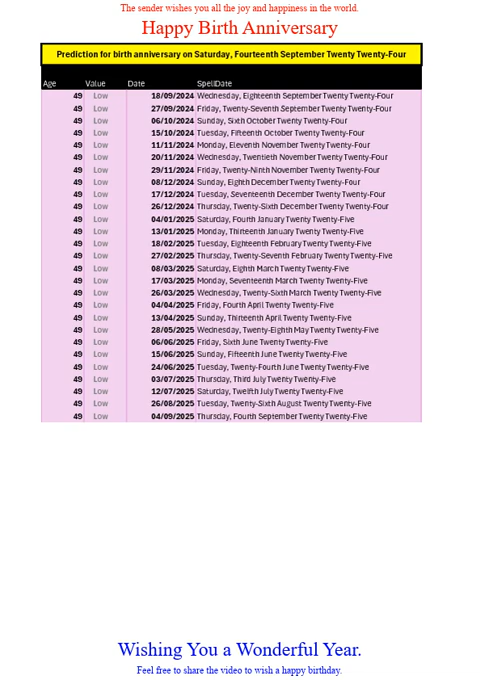 The sender wishes you all the joy and happiness in the world.
Happy Birth Anniversary
Prediction for birth anniversary on Saturday, Fourteenth September Twenty Twenty-Four
Age Value Date SpellDate
49 Low 18/09/2024 Wednesday, Eighteenth September Twenty Twenty-Four
49 Low 27/09/2024 Friday, Twenty-Seventh September Twenty Twenty-Four
49 Low 06/10/2024 Sunday, Sixth October Twenty Twenty-Four
49 Low 15/10/2024 Tuesday, Fifteenth October Twenty Twenty-Four
49 Low 11/11/2024 Monday, Eleventh November Twenty Twenty-Four
49 Low 20/11/2024 Wednesday, Twentieth November Twenty Twenty-Four
49 Low 29/11/2024 Friday, Twenty-Ninth November Twenty Twenty-Four
49 Low 08/12/2024 Sunday, Eighth December Twenty Twenty-Four
49 Low 17/12/2024 Tuesday, Seventeenth December Twenty Twenty-Four
49 Low 26/12/2024 Thursday, Twenty-Sixth December Twenty Twenty-Four
49 Low 04/01/2025 Saturday, Fourth January Twenty Twenty-Five
49 Low 13/01/2025 Monday, Thirteenth January Twenty Twenty-Five
49 Low 18/02/2025 Tuesday, Eighteenth February Twenty Twenty-Five
49 Low 27/02/2025 Thursday, Twenty-Seventh February Twenty Twenty-Five
49 Low 08/03/2025 Saturday, Eighth March Twenty Twenty-Five
49 Low 17/03/2025 Monday, Seventeenth March Twenty Twenty-Five
49 Low 26/03/2025 Wednesday, Twenty-Sixth March Twenty Twenty-Five
49 Low 04/04/2025 Friday, Fourth April Twenty Twenty-Five
49 Low 13/04/2025 Sunday, Thirteenth April Twenty Twenty-Five
49 Low 28/05/2025 Wednesday, Twenty-Eighth May Twenty Twenty-Five
49 Low 06/06/2025 Friday, Sixth June Twenty Twenty-Five
49 Low 15/06/2025 Sunday, Fifteenth June Twenty Twenty-Five
49 Low 24/06/2025 Tuesday, Twenty-Fourth June Twenty Twenty-Five
49 Low 03/07/2025 Thursday, Third July Twenty Twenty-Five
49 Low 12/07/2025 Saturday, Twelfth July Twenty Twenty-Five
49 Low 26/08/2025 Tuesday, Twenty-Sixth August Twenty Twenty-Five
49 Low 04/09/2025 Thursday, Fourth September Twenty Twenty-Five
Wishing You a Wonderful Year.
Feel free to share the video to wish a happy birthday.